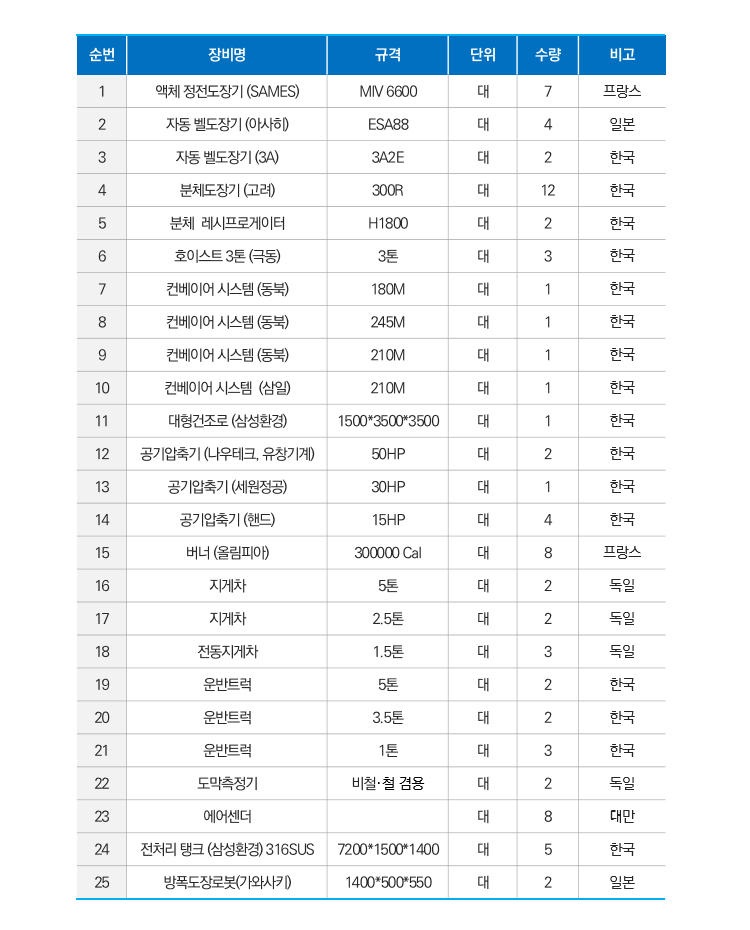 순번 장비명 규격 단위 수량 비고
1 액체 정전도장기 (SAMES) MIV 6600 대 7 프랑스
2 자동 벨도장기 (아사히) ESA88 대 4 일본
3 자동 벨도장기 (3A) 3A2E 대 2 한국
4 분체도장기 (고려) 300R 대 12 한국
5 분체 레시프로게이터 H1800 대 2 한국
6 호이스트 3톤 (극동) 3톤 대 3 한국
7 컨베이어 시스템 (동북) 180M 대 1 한국
8 컨베이어 시스템 (동북) 245M 대 1 한국
9 컨베이어 시스템 (동북) 210M 대 1 한국
10 컨베이어 시스템 (삼일) 210M 대 1 한국
11 대형건조로 (삼성환경) 1500*3500*3500 대 1 한국
12 공기압축기 (나우테크, 유창기계) 50HP 대 2 한국
13 공기압축기 (세원정공) 30HP 대 1 한국
14 공기압축기 (핸드) 15HP 대 4 한국
15 버너 (올림피아) 300000 Cal 대 8 프랑스
16 지게차 5톤 대 2 독일
17 지게차 2.5톤 대 2 독일
18 전동지게차 1.5톤 대 3 독일
19 운반트럭 5톤 대 2 한국
20 운반트럭 3.5톤 대 2 한국
21 운반트럭 1톤 대 3 한국
22 도막측정기 비철·철 겸용 대 2 독일
23 에어센더 대 8 대만
24 전처리 탱크 (삼성환경) 316SUS 7200*1500*1400 대 5 한국
25 방폭도장로봇(가와사키) 1400*500*550 대 2 일본